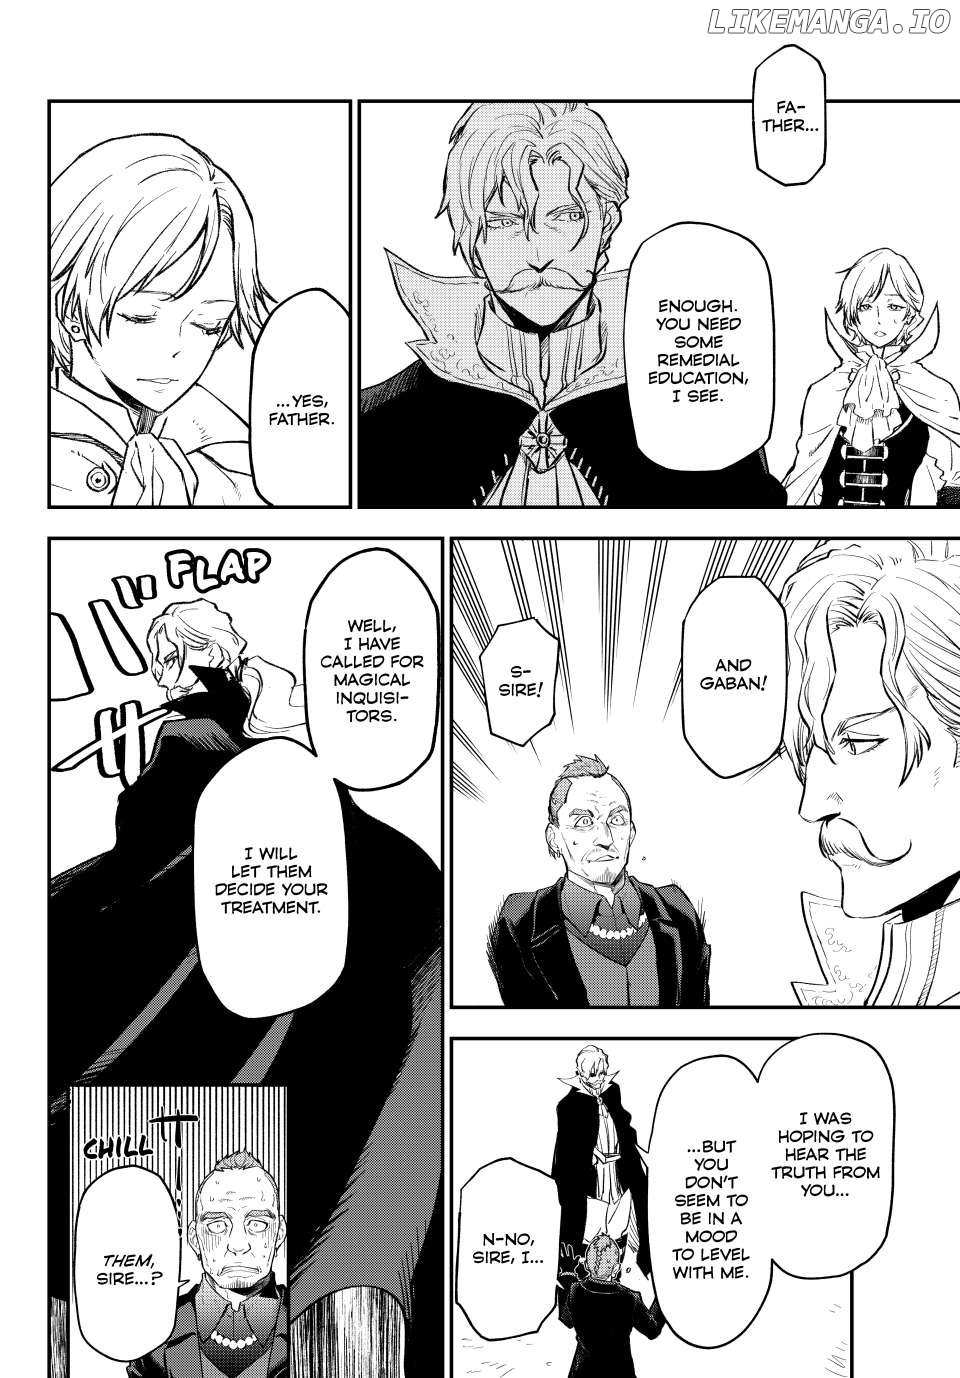 LIKEMANGA.IO
FA-
THER...
ENOUGH.
YOU NEED
SOME
REMEDIAL
EDUCATION,
I SEE.
...YES,
FATHER.
AND
GABAN!
S-
SIRE!
I WAS
HOPING TO
HEAR THE
TRUTH FROM
YOU...
...BUT
YOU
DON'T
SEEM TO
BE IN A
MOOD
TO LEVEL
WITH ME.
N-NO,
SIRE, I...
FLAP
WELL,
I HAVE
CALLED FOR
MAGICAL
INQUISI-
TORS.
I WILL
LET THEM
DECIDE YOUR
TREATMENT.
CHILL
THEM,
SIRE...?